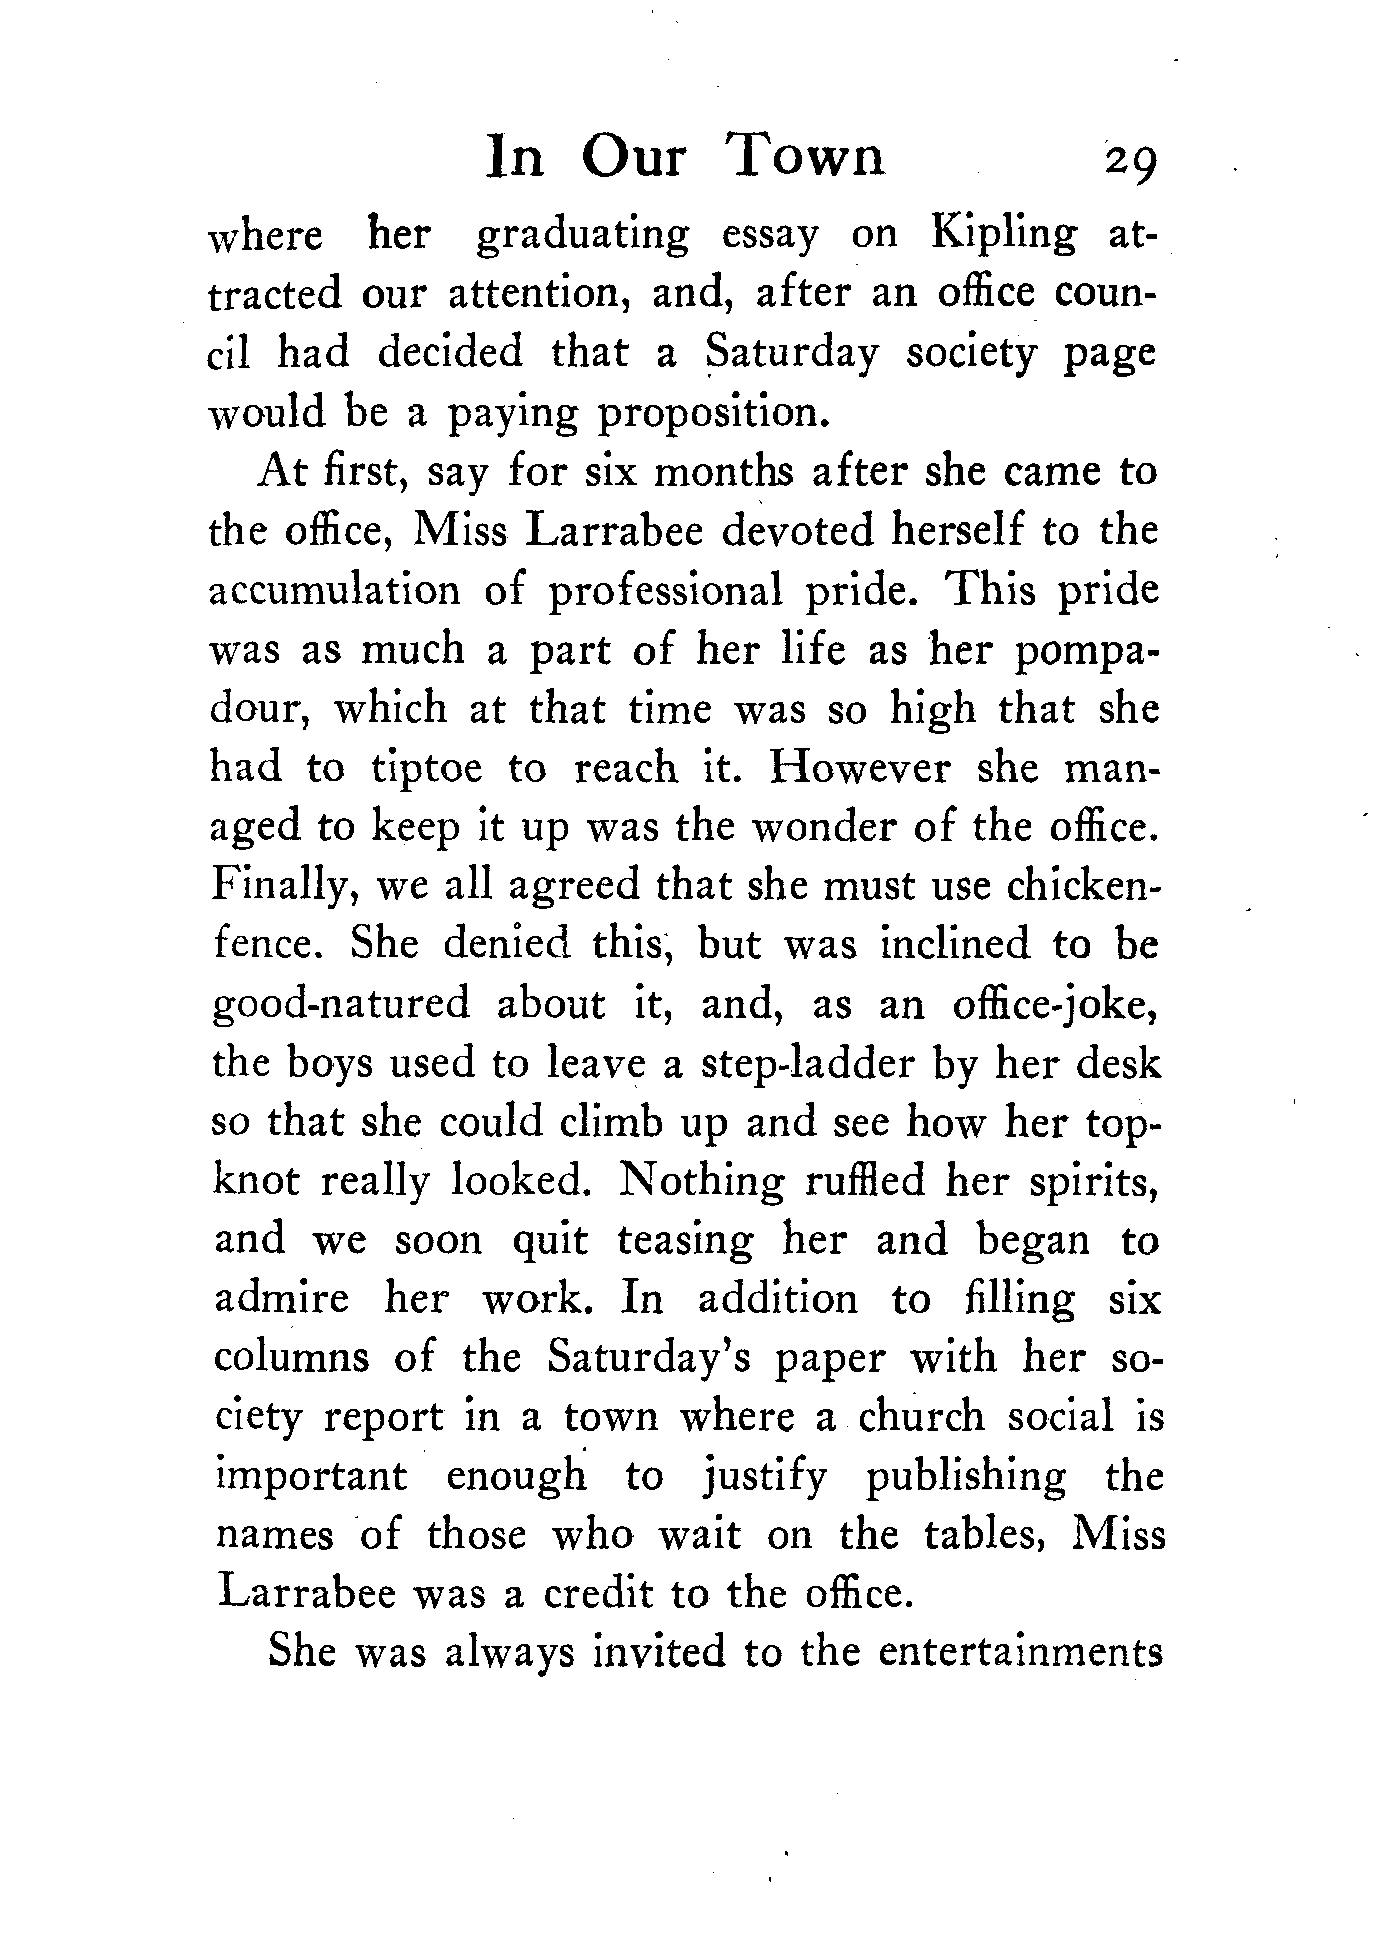 In Our Town 29
where her graduating essay on Kipling at-
tracted our attention, and, after an office coun-
cil had decided that a Saturday society page
would be a paying proposition.
At first, say for six months after she came to
the office, Miss Larrabee devoted herself to the
accumulation of professional pride. This pride
was as much a part of her life as her pompa-
dour, which at that time was so high that she
had to tiptoe to reach it. However she man-
aged to keep it up was the wonder of the office.
Finally, we all agreed that she must use chicken-
fence. She denied this, but was inclined to be
good-natured about it, and, as an office-joke,
the boys used to leave a step-ladder by her desk
so that she could climb up and see how her top-
knot really looked. Nothing ruffled her spirits,
and we soon quit teasing her and began to
admire her work. In addition to filling six
columns of the Saturday's paper with her so-
ciety report in a town where a church social is
important enough to justify publishing the
names of those who wait on the tables, Miss
Larrabee was a credit to the office.
She was always invited to the entertainments